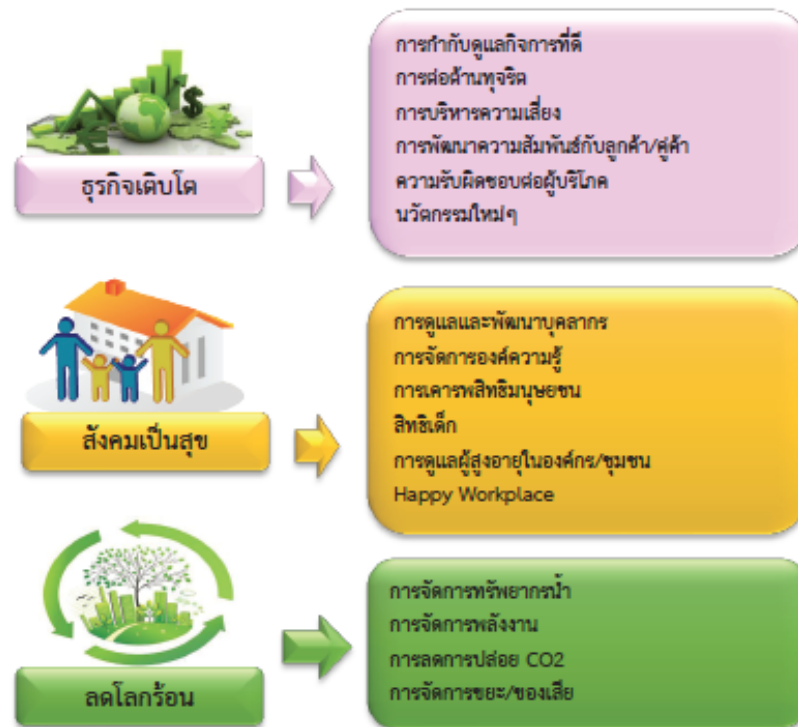 ธุรกิจเติบโต
การกำกับดูแลกิจการที่ดี
การต่อต้านทุจริต
การบริหารความเสี่ยง
การพัฒนาความสัมพันธ์กับลูกค้า/คู่ค้า
ความรับผิดชอบต่อผู้บริโภค
นวัตกรรมใหม่ๆ
สังคมเป็นสุข
การดูแลและพัฒนาบุคลากร
การจัดการองค์ความรู้
การเคารพสิทธิมนุษยชน
สิทธิเด็ก
การดูแลผู้สูงอายุในองค์กร/ชุมชน
Happy Workplace
ลดโลกร้อน
การจัดการทรัพยากรน้ำ
การจัดการพลังงาน
การลดการปล่อย CO2
การจัดการขยะ/ของเสีย